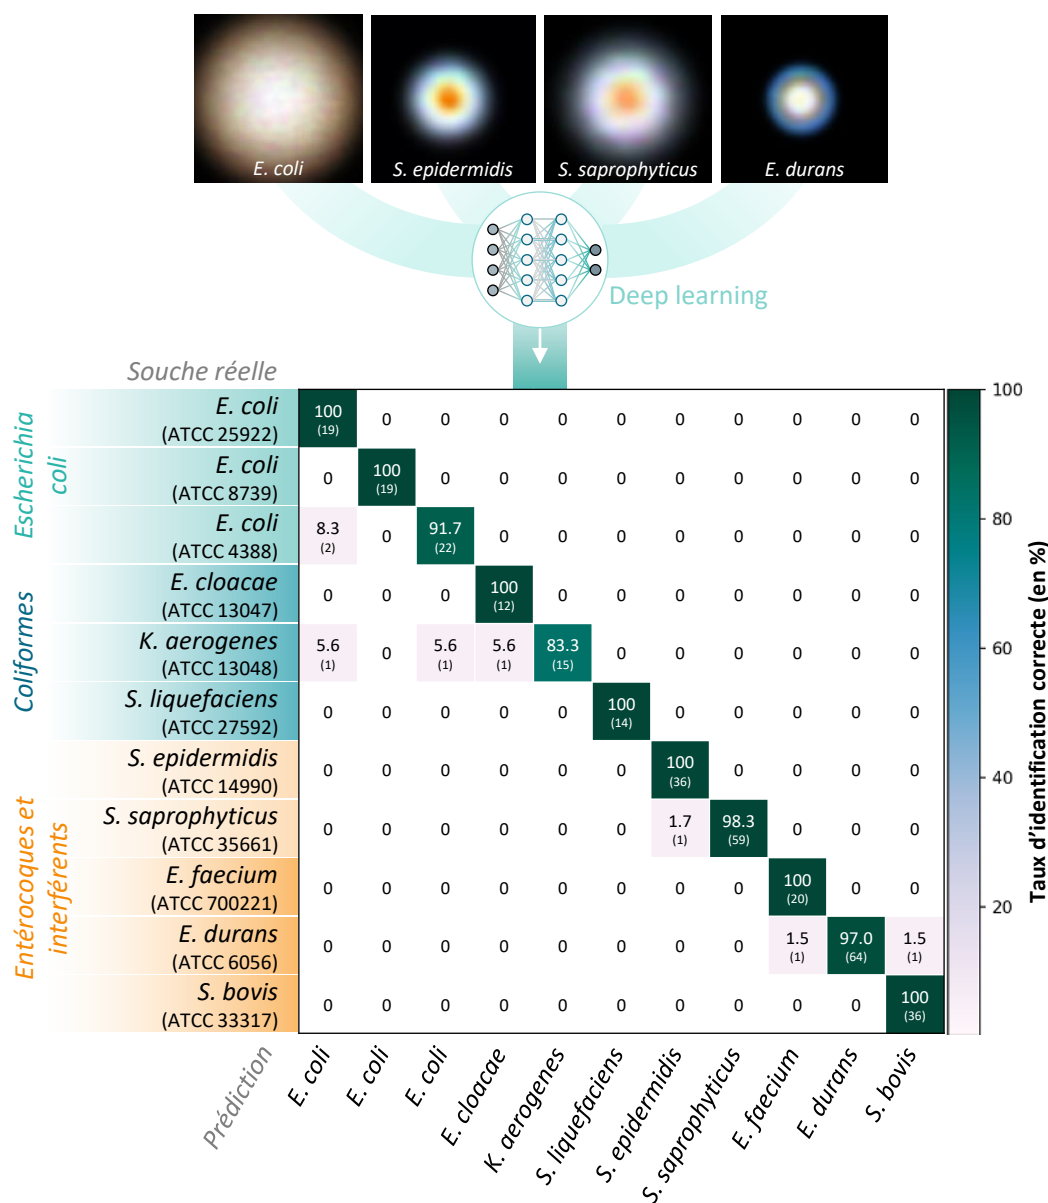 E. coli
S. epidermidis
S. saprophyticus
E. durans
Deep learning
Souche réelle
Escherichia
coli
Coliformes
Entérocoques et
interférents
E. coli
(ATCC 25922)
100
(19)
0 0 0 0 0 0 0 0 0 0
E. coli
(ATCC 8739)
0
100
(19)
0 0 0 0 0 0 0 0 0
E. coli
(ATCC 4388)
8.3
(2)
0
91.7
(22)
0 0 0 0 0 0 0 0
E. cloacae
(ATCC 13047)
0 0 0
100
(12)
0 0 0 0 0 0 0
K. aerogenes
(ATCC 13048)
5.6
(1)
0
5.6
(1)
5.6
(1)
83.3
(15)
0 0 0 0 0 0
S. liquefaciens
(ATCC 27592)
0 0 0 0 0
100
(14)
0 0 0 0 0
S. epidermidis
(ATCC 14990)
0 0 0 0 0 0
100
(36)
0 0 0 0
S. saprophyticus
(ATCC 35661)
0 0 0 0 0 0
1.7
(1)
98.3
(59)
0 0 0
E. faecium
(ATCC 700221)
0 0 0 0 0 0 0 0
100
(20)
0 0
E. durans
(ATCC 6056)
0 0 0 0 0 0 0 0
1.5
(1)
97.0
(64)
1.5
(1)
S. bovis
(ATCC 33317)
0 0 0 0 0 0 0 0 0 0
100
(36)
Prédiction
E. coli
E. coli
E. coli
E. cloacae
K. aerogenes
S. liquefaciens
S. epidermidis
S. saprophyticus
E. faecium
E. durans
S. bovis
100
80
60
40
20
Taux d'identification correcte (en %)